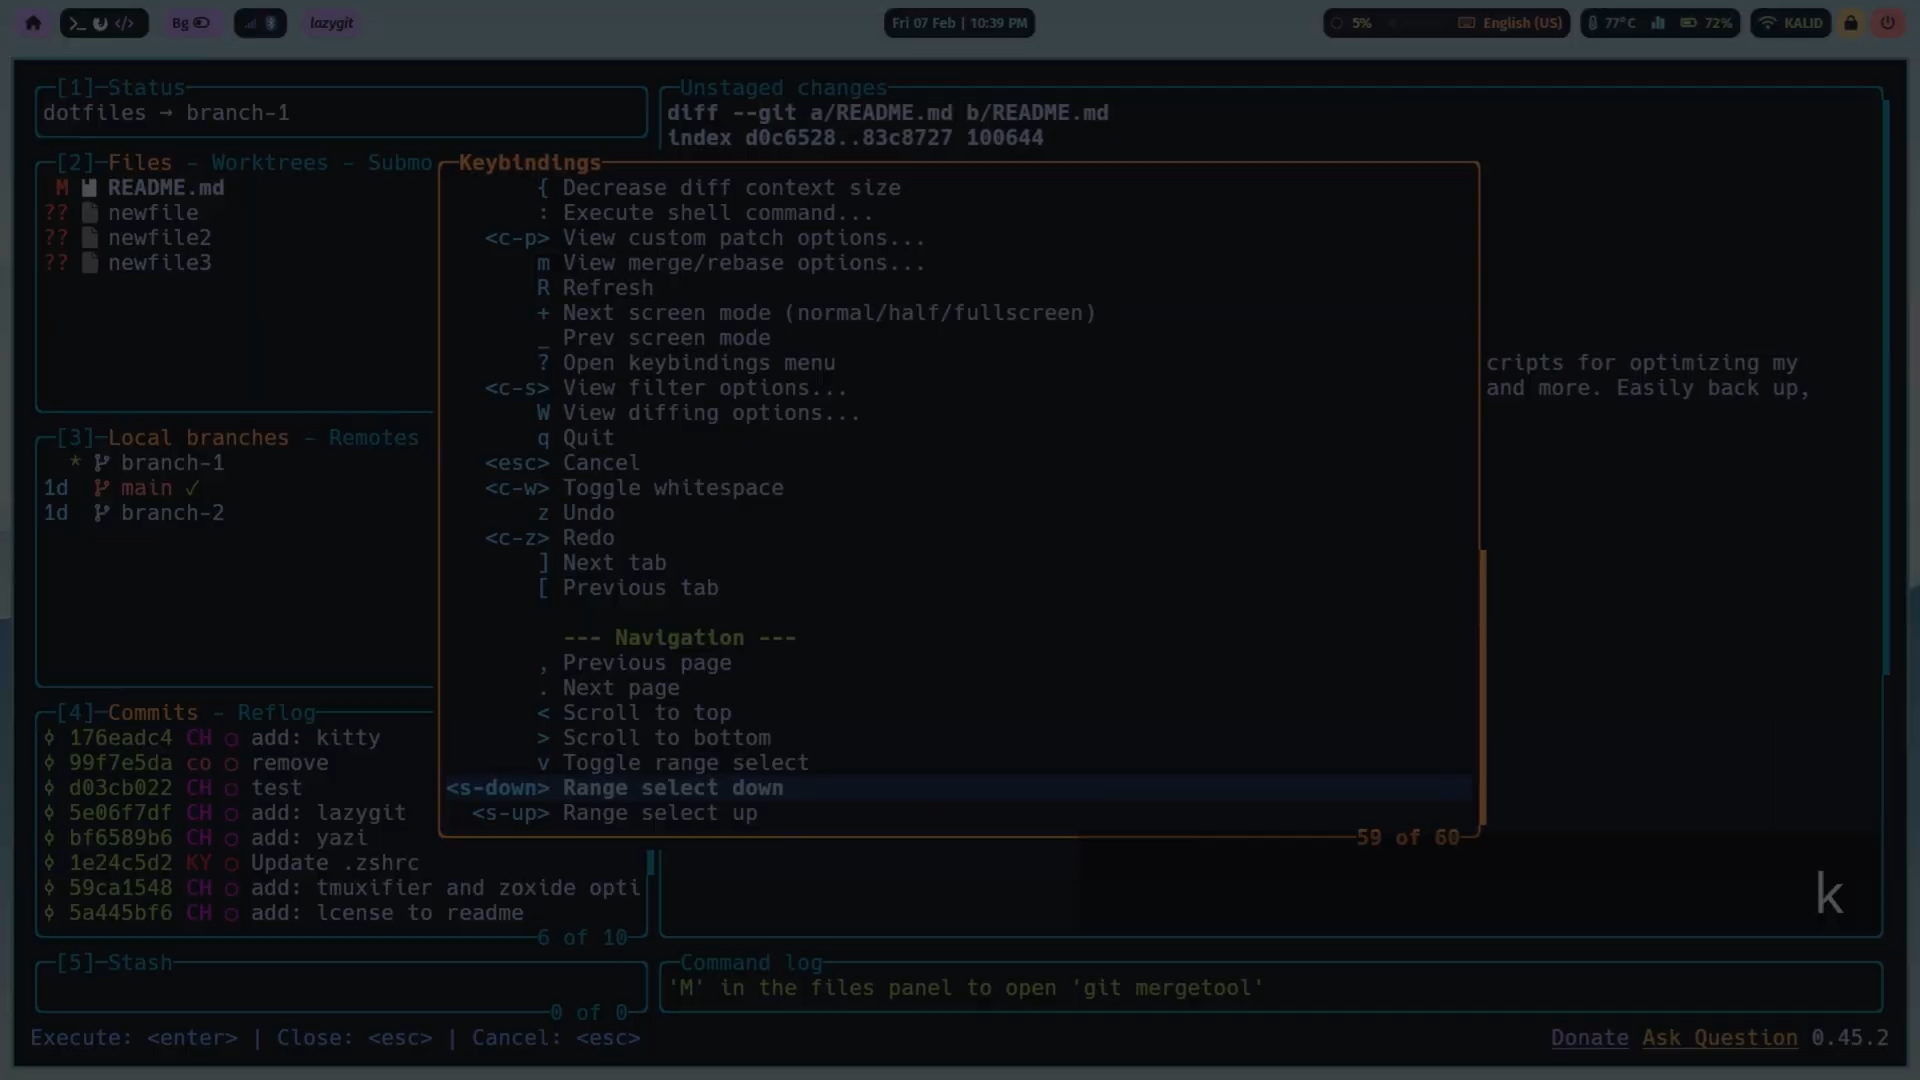 Bg
lazygit
Fri 07 Feb | 10:39 PM
5%
English (US)
77°C
72%
KALID
[1]-Status
dotfiles → branch-1
Unstaged changes
diff --git a/README.md b/README.md
index d0c6528..83c8727 100644
[2]-Files - Worktrees - Submo
M README.md
?? newfile
?? newfile2
?? newfile3
Keybindings
{ Decrease diff context size
: Execute shell command...
<c-p> View custom patch options...
m View merge/rebase options...
R Refresh
+ Next screen mode (normal/half/fullscreen)
_ Prev screen mode
? Open keybindings menu
<c-s> View filter options...
W View diffing options...
q Quit
<esc> Cancel
<c-w> Toggle whitespace
z Undo
<c-z> Redo
] Next tab
[ Previous tab
--- Navigation ---
, Previous page
. Next page
< Scroll to top
> Scroll to bottom
v Toggle range select
<s-down> Range select down
<s-up> Range select up
59 of 60
cripts for optimizing my
and more. Easily back up,
[3]-Local branches - Remotes
* branch-1
1d main ✓
1d branch-2
[4]-Commits - Reflog
176eadc4 CH add: kitty
99f7e5da co remove
d03cb022 CH test
5e06f7df CH add: lazygit
bf6589b6 CH add: yazi
1e24c5d2 KY Update .zshrc
59ca1548 CH add: tmuxifier and zoxide opti
5a445bf6 CH add: lcense to readme
6 of 10
k
[5]-Stash
0 of 0
Command log
'M' in the files panel to open 'git mergetool'
Execute: <enter> | Close: <esc> | Cancel: <esc>
Donate Ask Question 0.45.2